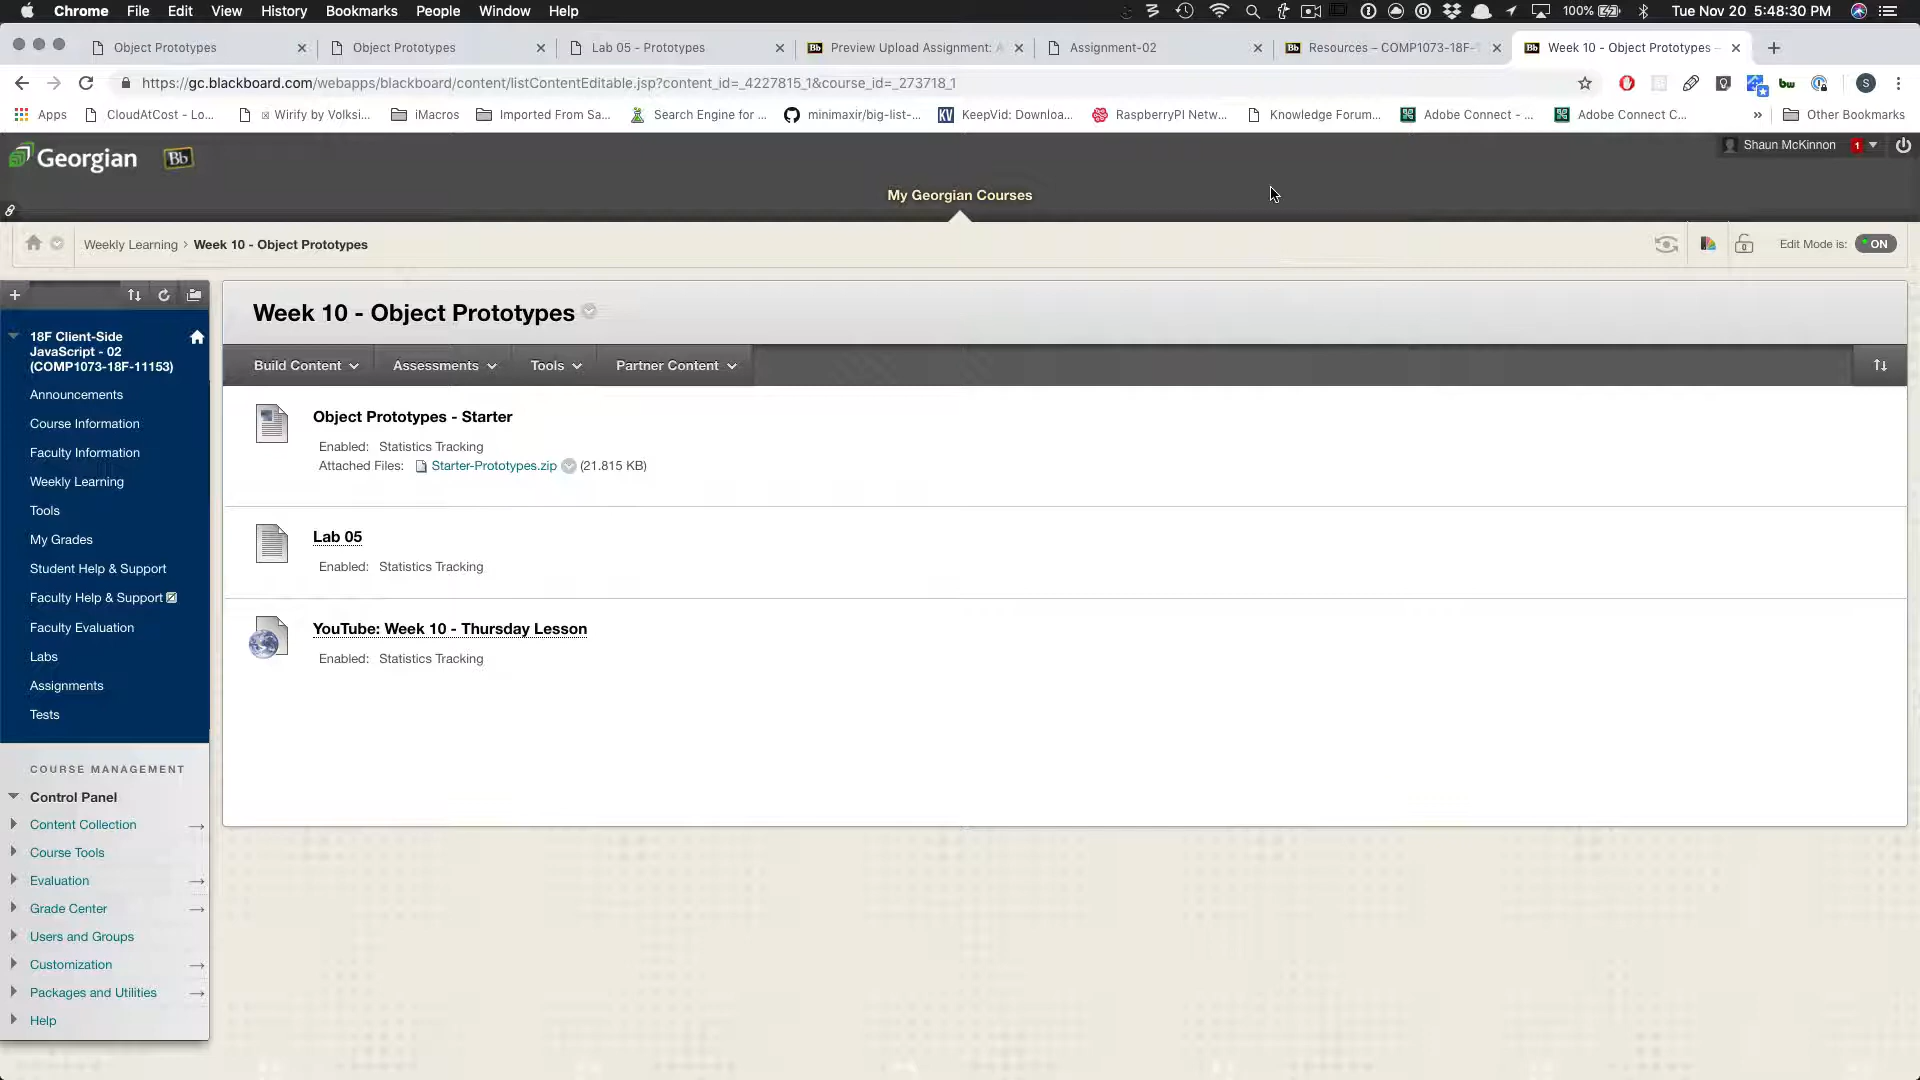 Chrome File Edit View History Bookmarks People Window Help 100% Tue Nov 20 5:48:30 PM
Object Prototypes Object Prototypes Lab 05 - Prototypes Preview Upload Assignment: A Assignment-02 Resources – COMP1073-18F- Week 10 - Object Prototypes –
https://gc.blackboard.com/webapps/blackboard/content/listContentEditable.jsp?content_id=_4227815_1&course_id=_273718_1
Apps CloudAtCost - Lo... Wirify by Volksi... iMacros Imported From Sa... Search Engine for ... minimaxir/big-list-... KV KeepVid: Downloa... RaspberryPI Netw... Knowledge Forum... Adobe Connect - ... Adobe Connect C... » Other Bookmarks
Georgian Bb
Shaun McKinnon 1
My Georgian Courses
Weekly Learning > Week 10 - Object Prototypes
Edit Mode is: ON
18F Client-Side
JavaScript - 02
(COMP1073-18F-11153)
Announcements
Course Information
Faculty Information
Weekly Learning
Tools
My Grades
Student Help & Support
Faculty Help & Support
Faculty Evaluation
Labs
Assignments
Tests
COURSE MANAGEMENT
Control Panel
Content Collection
Course Tools
Evaluation
Grade Center
Users and Groups
Customization
Packages and Utilities
Help
Week 10 - Object Prototypes
Build Content Assessments Tools Partner Content
Object Prototypes - Starter
Enabled: Statistics Tracking
Attached Files: Starter-Prototypes.zip (21.815 KB)
Lab 05
Enabled: Statistics Tracking
YouTube: Week 10 - Thursday Lesson
Enabled: Statistics Tracking